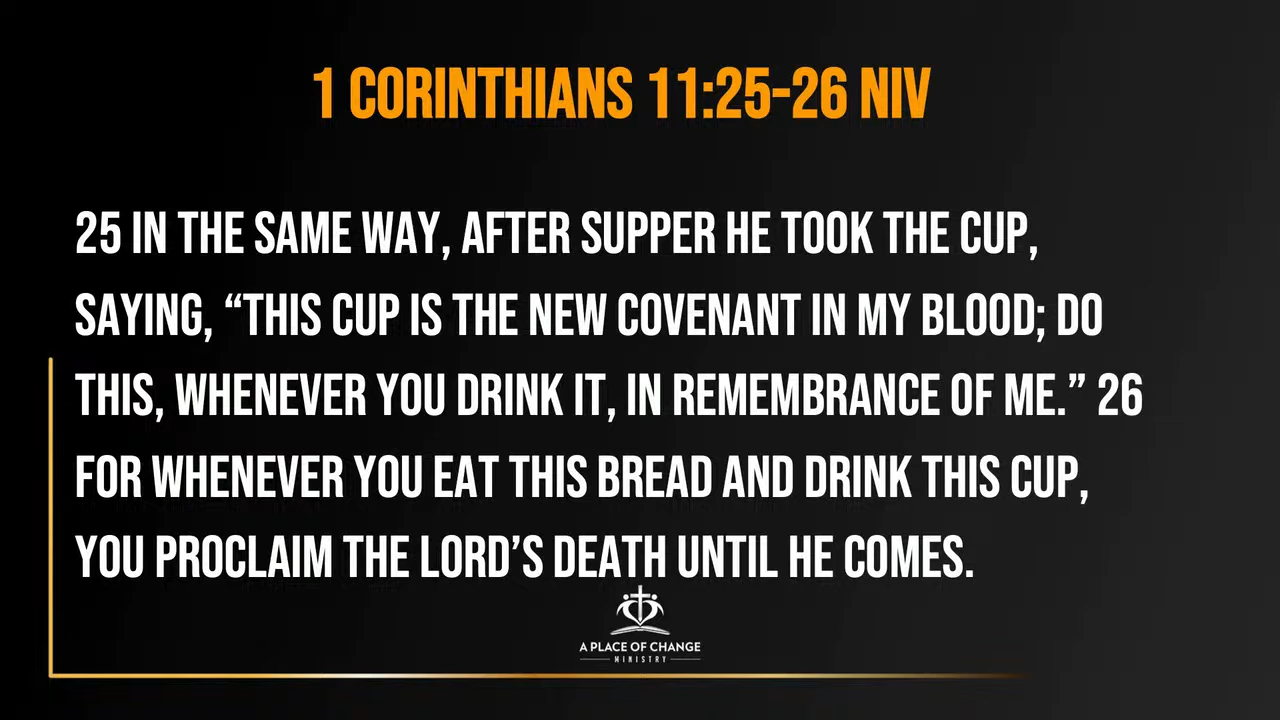 1 CORINTHIANS 11:25-26 NIV
25 IN THE SAME WAY, AFTER SUPPER HE TOOK THE CUP,
SAYING, “THIS CUP IS THE NEW COVENANT IN MY BLOOD; DO
THIS, WHENEVER YOU DRINK IT, IN REMEMBRANCE OF ME.” 26
FOR WHENEVER YOU EAT THIS BREAD AND DRINK THIS CUP,
YOU PROCLAIM THE LORD’S DEATH UNTIL HE COMES.
A PLACE OF CHANGE
MINISTRY